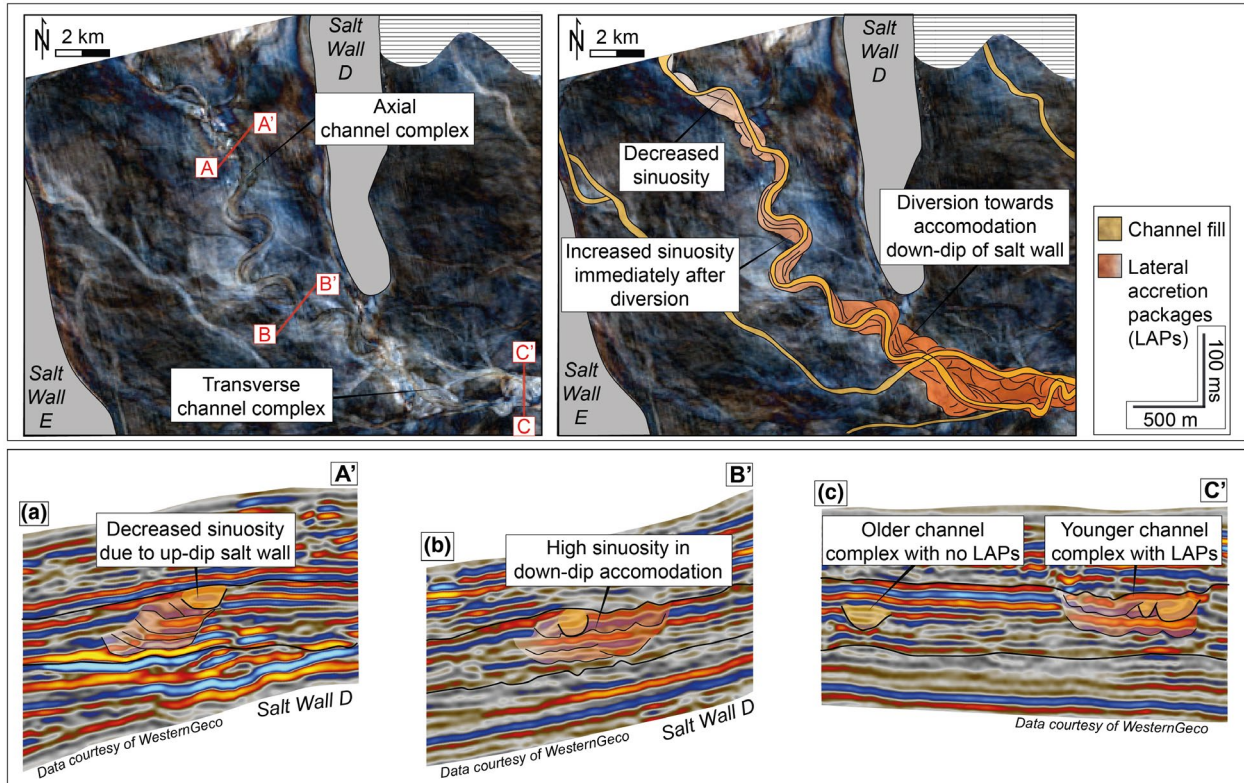 N
2 km
Salt
Wall
D
Axial
channel complex
A'
A
B'
B
C'
C
Transverse
channel complex
Salt
Wall
E
N
2 km
Salt
Wall
D
Decreased
sinuosity
Diversion towards
accomodation
down-dip of salt wall
Increased sinuosity
immediately after
diversion
Salt
Wall
E
Channel fill
Lateral
accretion
packages
(LAPs)
100 ms
500 m
A'
(a)
Decreased sinuosity
due to up-dip salt wall
Salt Wall D
Data courtesy of WesternGeco
B'
(b)
High sinuosity in
down-dip accomodation
Salt Wall D
Data courtesy of WesternGeco
(c)
C'
Older channel
complex with no LAPs
Younger channel
complex with LAPs
Data courtesy of WesternGeco